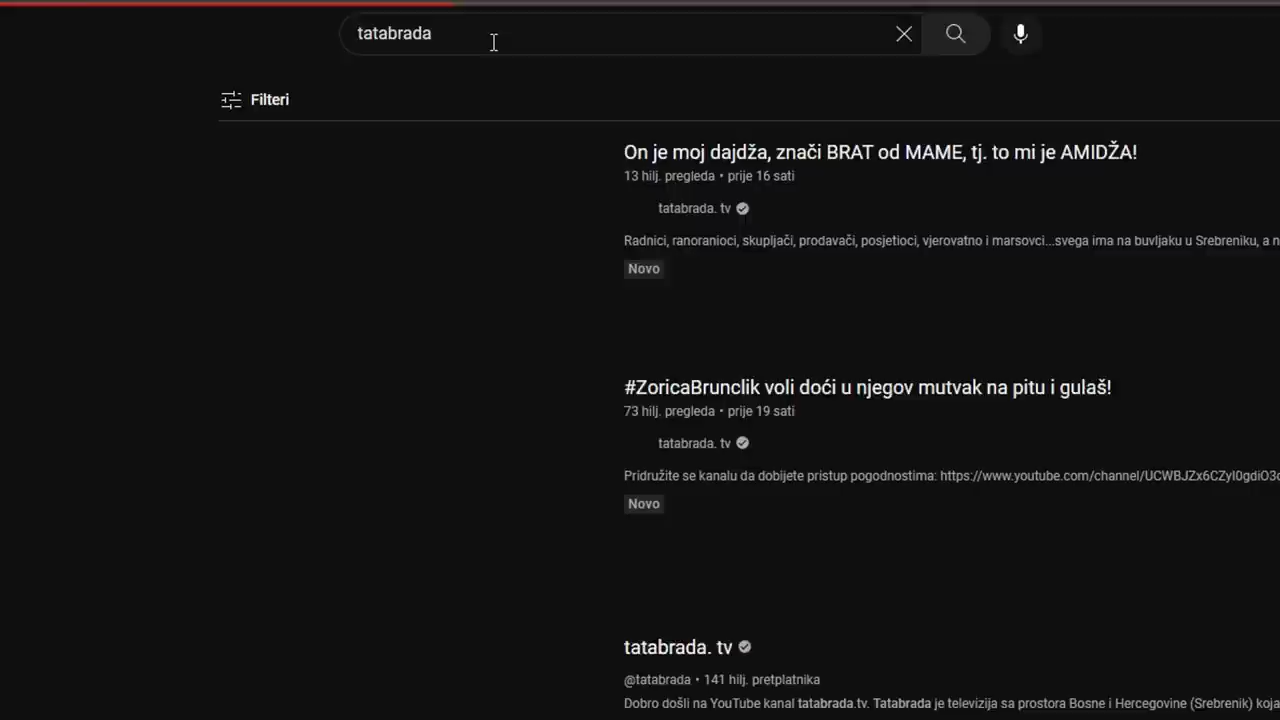 tatabrada
Filteri
On je moj dajdža, znači BRAT od MAME, tj. to mi je AMIDŽA!
13 hilj. pregleda • prije 16 sati
tatabrada. tv
Radnici, ranoranioci, skupljači, prodavači, posjetioci, vjerovatno i marsovci...svega ima na buvljaku u Srebreniku, a n
Novo
#ZoricaBrunclik voli doći u njegov mutvak na pitu i gulaš!
73 hilj. pregleda • prije 19 sati
tatabrada. tv
Pridružite se kanalu da dobijete pristup pogodnostima: https://www.youtube.com/channel/UCWBJZx6CZyI0gdiO3c
Novo
tatabrada. tv
@tatabrada • 141 hilj. pretplatnika
Dobro došli na YouTube kanal tatabrada.tv. Tatabrada je televizija sa prostora Bosne i Hercegovine (Srebrenik) koja